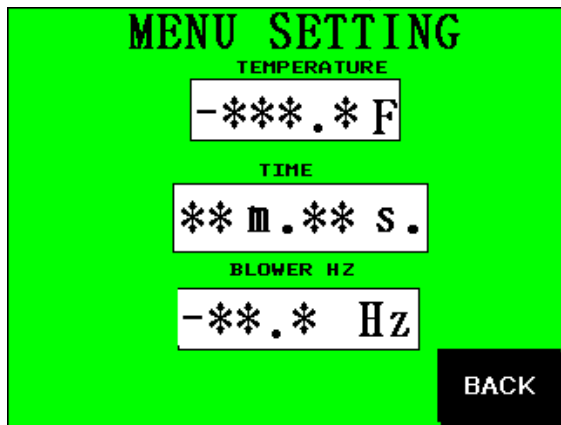 MENU SETTING
TEMPERATURE
-***.* F
TIME
** m.** s.
BLOWER HZ
-**.* Hz
BACK